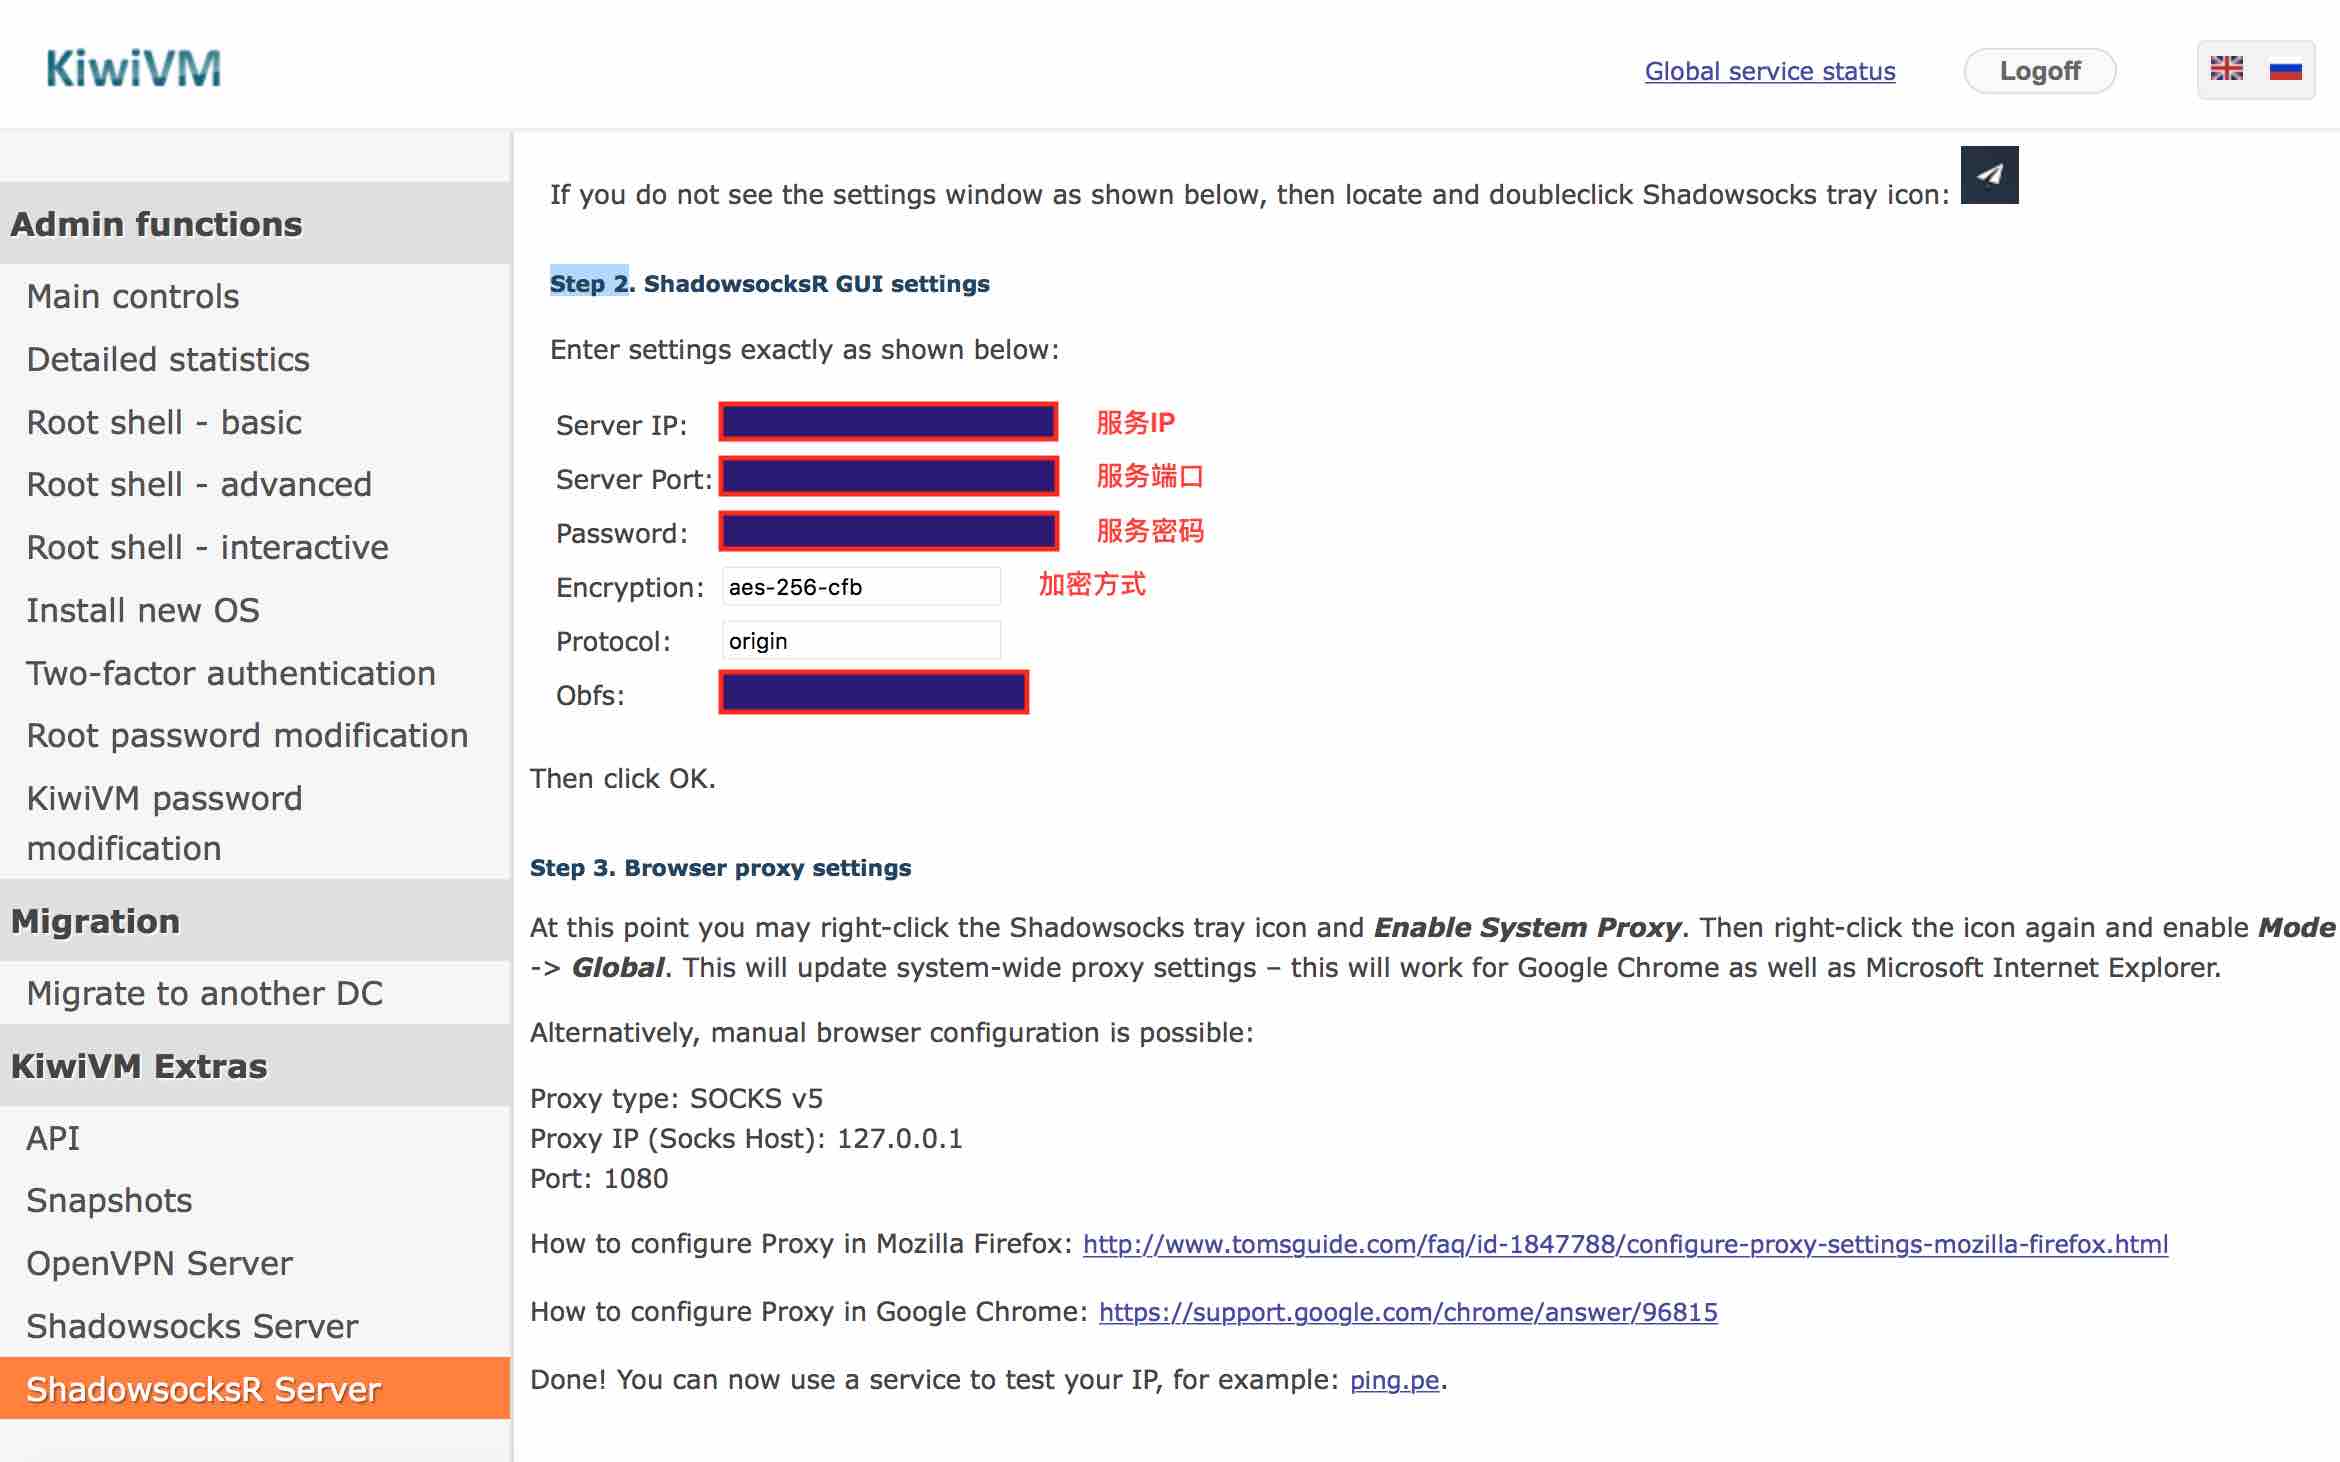 KiwiVM
Global service status
Logoff
Admin functions
Main controls
Detailed statistics
Root shell - basic
Root shell - advanced
Root shell - interactive
Install new OS
Two-factor authentication
Root password modification
KiwiVM password
modification
Migration
Migrate to another DC
KiwiVM Extras
API
Snapshots
OpenVPN Server
Shadowsocks Server
ShadowsocksR Server
If you do not see the settings window as shown below, then locate and doubleclick Shadowsocks tray icon:
Step 2. ShadowsocksR GUI settings
Enter settings exactly as shown below:
Server IP: 服务IP
Server Port: 服务端口
Password: 服务密码
Encryption: aes-256-cfb 加密方式
Protocol: origin
Obfs:
Then click OK.
Step 3. Browser proxy settings
At this point you may right-click the Shadowsocks tray icon and Enable System Proxy. Then right-click the icon again and enable Mode
-> Global. This will update system-wide proxy settings – this will work for Google Chrome as well as Microsoft Internet Explorer.
Alternatively, manual browser configuration is possible:
Proxy type: SOCKS v5
Proxy IP (Socks Host): 127.0.0.1
Port: 1080
How to configure Proxy in Mozilla Firefox: http://www.tomsguide.com/faq/id-1847788/configure-proxy-settings-mozilla-firefox.html
How to configure Proxy in Google Chrome: https://support.google.com/chrome/answer/96815
Done! You can now use a service to test your IP, for example: ping.pe.